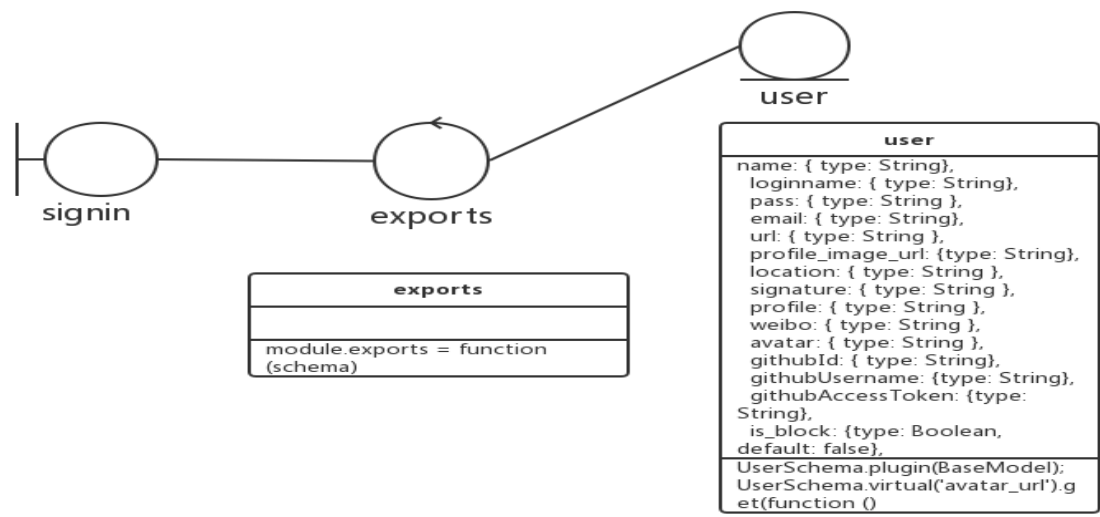 user
signin
exports
exports
module.exports = function
(schema)
user
name: { type: String},
loginname: { type: String},
pass: { type: String },
email: { type: String},
url: { type: String },
profile_image_url: {type: String},
location: { type: String },
signature: { type: String },
profile: { type: String },
weibo: { type: String },
avatar: { type: String },
githubId: { type: String},
githubUsername: {type: String},
githubAccessToken: {type:
String},
is_block: {type: Boolean,
default: false},
UserSchema.plugin(BaseModel);
UserSchema.virtual('avatar_url').g
et(function ()